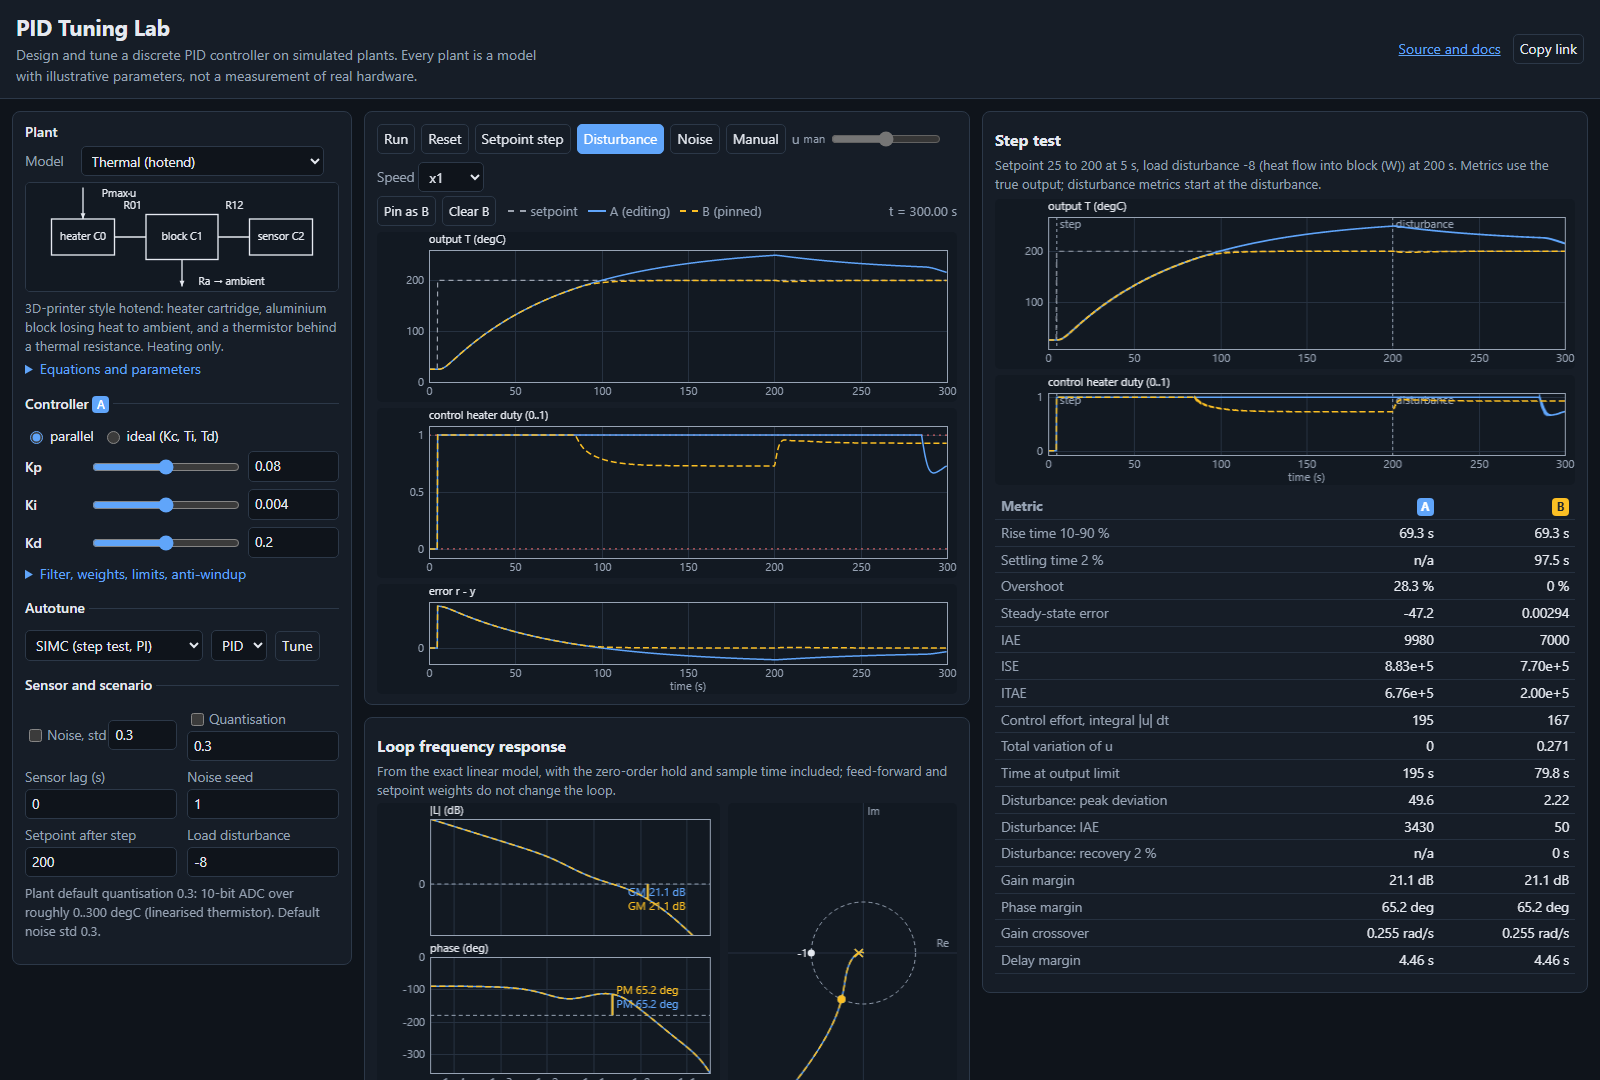 PID Tuning Lab
Design and tune a discrete PID controller on simulated plants. Every plant is a model
with illustrative parameters, not a measurement of real hardware.
Source and docs
Copy link
Plant
Model
Thermal (hotend)
Pmax·u
R01
R12
heater C0
block C1
sensor C2
Ra → ambient
3D-printer style hotend: heater cartridge, aluminium
block losing heat to ambient, and a thermistor behind
a thermal resistance. Heating only.
Equations and parameters
Controller A
parallel
ideal (Kc, Ti, Td)
Kp
0.08
Ki
0.004
Kd
0.2
Filter, weights, limits, anti-windup
Autotune
SIMC (step test, PI)
PID
Tune
Sensor and scenario
Noise, std
0.3
Quantisation
0.3
Sensor lag (s)
Noise seed
0
1
Setpoint after step
Load disturbance
200
-8
Plant default quantisation 0.3: 10-bit ADC over
roughly 0..300 degC (linearised thermistor). Default
noise std 0.3.
Run
Reset
Setpoint step
Disturbance
Noise
Manual
u man
Speed
x1
Pin as B
Clear B
setpoint
A (editing)
B (pinned)
t = 300.00 s
output T (degC)
200
100
0
0 50 100 150 200 250 300
control heater duty (0..1)
1
0.5
0
0 50 100 150 200 250 300
error r - y
0
0 50 100 150 200 250 300
time (s)
Loop frequency response
From the exact linear model, with the zero-order hold and sample time included; feed-forward and
setpoint weights do not change the loop.
|L| (dB)
0
GM 21.1 dB
GM 21.1 dB
phase (deg)
0
-100
-200
-300
PM 65.2 deg
PM 65.2 deg
Im
Re
-1
Step test
Setpoint 25 to 200 at 5 s, load disturbance -8 (heat flow into block (W)) at 200 s. Metrics use the
true output; disturbance metrics start at the disturbance.
output T (degC)
step
disturbance
200
100
0 50 100 150 200 250 300
control heater duty (0..1)
step
disturbance
1
0
0 50 100 150 200 250 300
time (s)
Metric A B
Rise time 10-90 % 69.3 s 69.3 s
Settling time 2 % n/a 97.5 s
Overshoot 28.3 % 0 %
Steady-state error -47.2 0.00294
IAE 9980 7000
ISE 8.83e+5 7.70e+5
ITAE 6.76e+5 2.00e+5
Control effort, integral |u| dt 195 167
Total variation of u 0 0.271
Time at output limit 195 s 79.8 s
Disturbance: peak deviation 49.6 2.22
Disturbance: IAE 3430 50
Disturbance: recovery 2 % n/a 0 s
Gain margin 21.1 dB 21.1 dB
Phase margin 65.2 deg 65.2 deg
Gain crossover 0.255 rad/s 0.255 rad/s
Delay margin 4.46 s 4.46 s